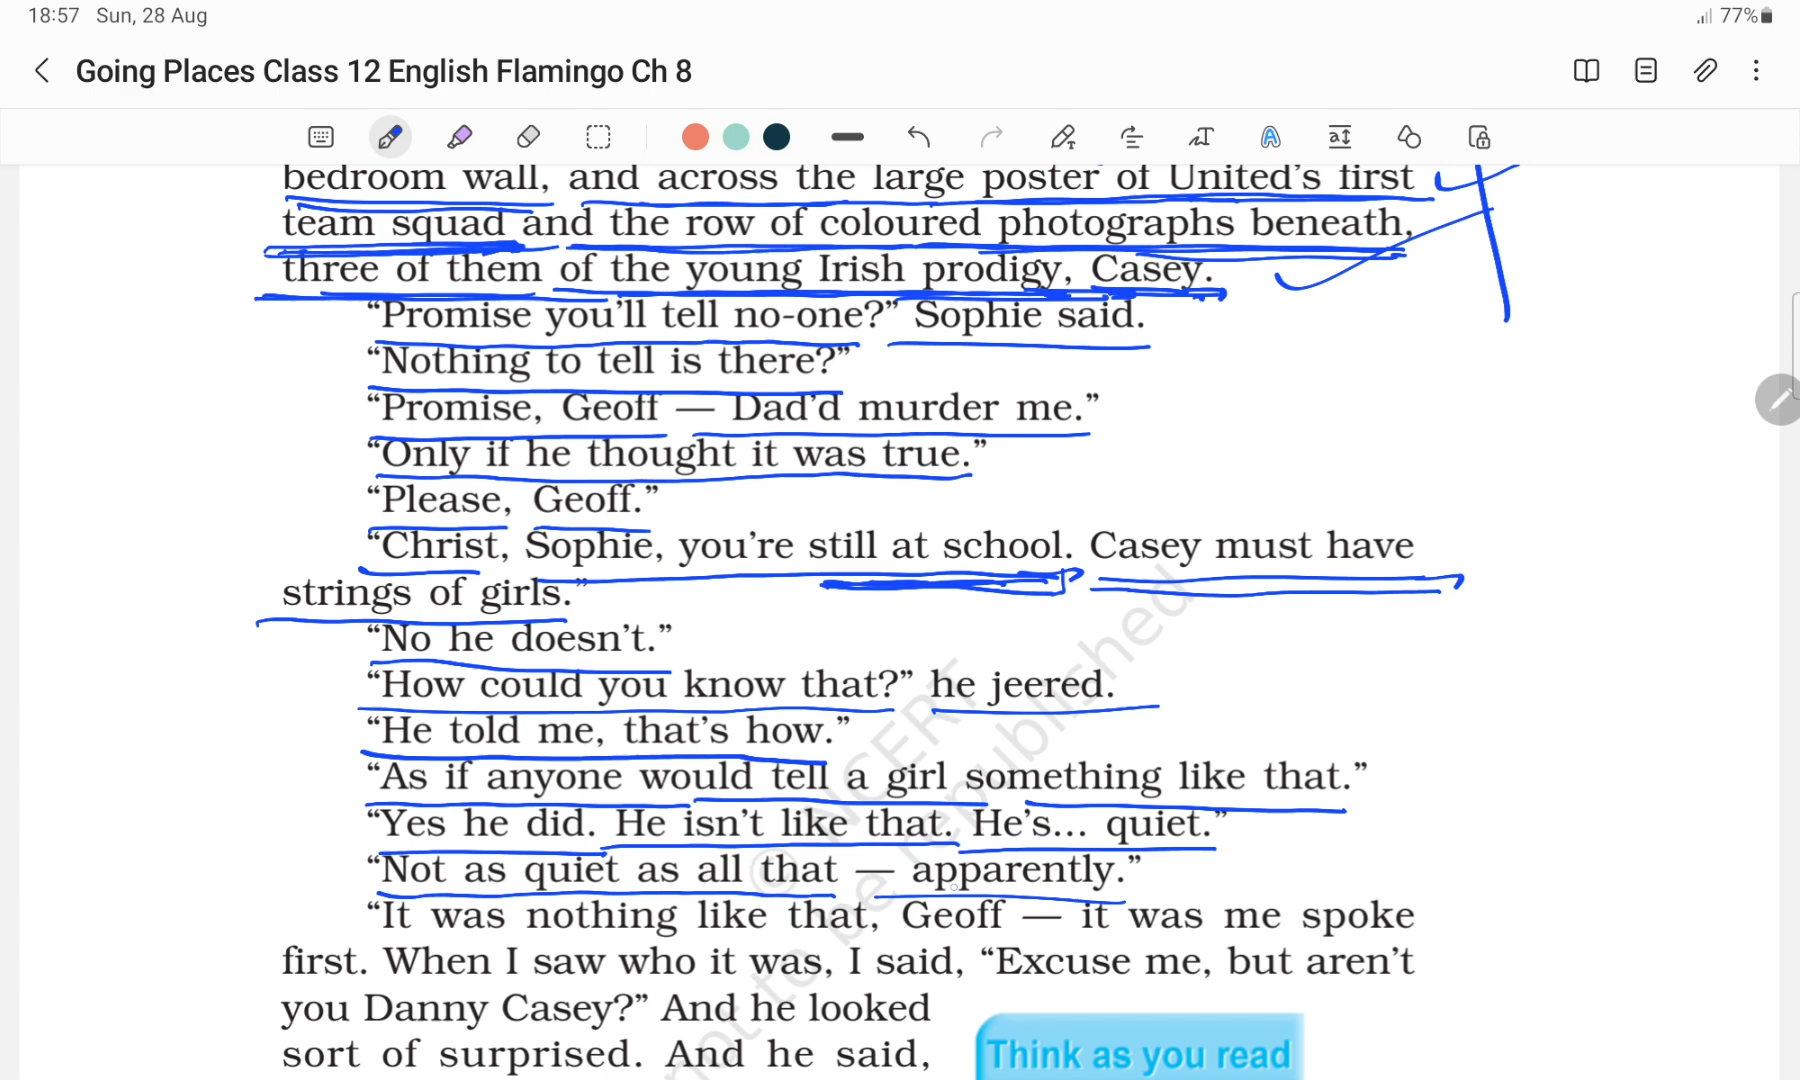 18:57 Sun, 28 Aug
77%
Going Places Class 12 English Flamingo Ch 8
bedroom wall, and across the large poster of United's first
team squad and the row of coloured photographs beneath,
three of them of the young Irish prodigy, Casey.
“Promise you'll tell no-one?” Sophie said.
“Nothing to tell is there?”
“Promise, Geoff — Dad'd murder me.”
“Only if he thought it was true.”
“Please, Geoff.”
“Christ, Sophie, you're still at school. Casey must have
strings of girls.”
“No he doesn't.”
“How could you know that?” he jeered.
“He told me, that's how.”
“As if anyone would tell a girl something like that.”
“Yes he did. He isn't like that. He's... quiet.”
“Not as quiet as all that — apparently.”
“It was nothing like that, Geoff — it was me spoke
first. When I saw who it was, I said, “Excuse me, but aren't
you Danny Casey?” And he looked
sort of surprised. And he said,
Think as you read
© NCERT
not to be republished